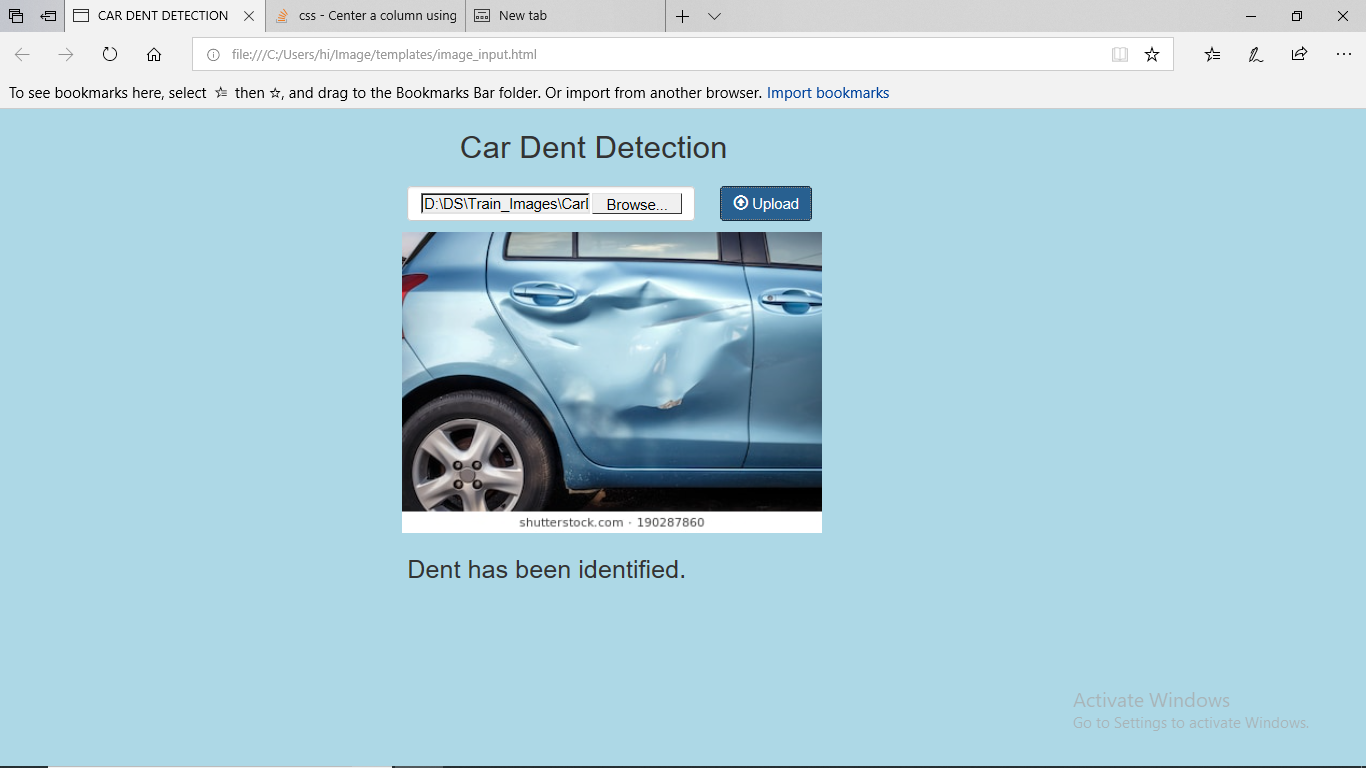 CAR DENT DETECTION
css - Center a column using
New tab
file:///C:/Users/hi/Image/templates/image_input.html
To see bookmarks here, select then , and drag to the Bookmarks Bar folder. Or import from another browser. Import bookmarks
Car Dent Detection
D:\DS\Train_Images\Carl Browse... Upload
shutterstock.com · 190287860
Dent has been identified.
Activate Windows
Go to Settings to activate Windows.